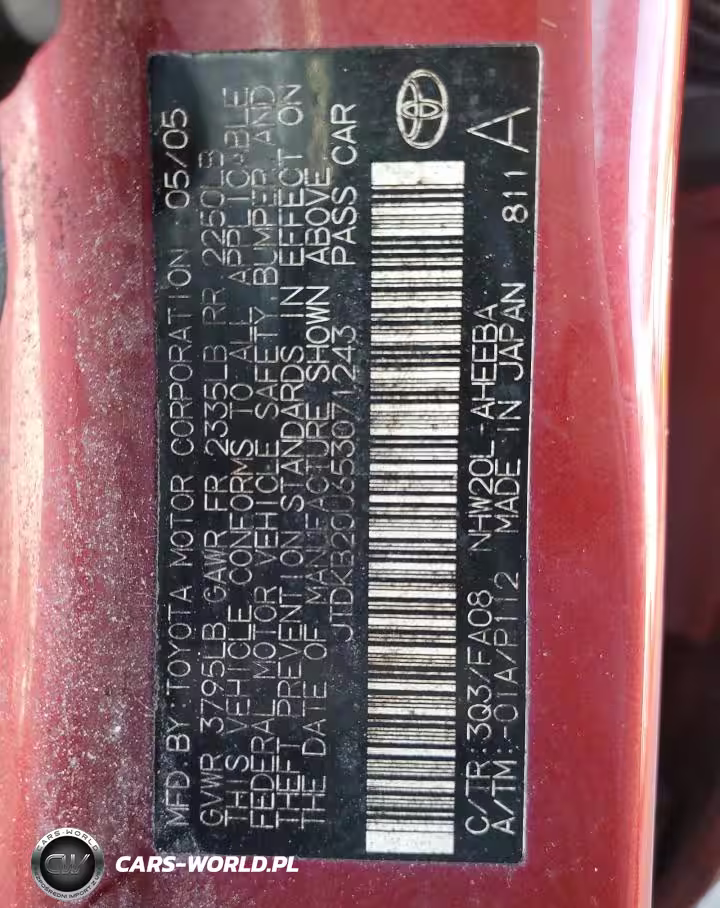 MFD.BY:TOYOTA MOTOR CORPORATION 05/05
GVWR 3795LB GAWR FR 2335LB RR 2250LB
THIS VEHICLE CONFORMS TO ALL APPLICABLE
FEDERAL MOTOR VEHICLE SAFETY, BUMPER AND
THEFT PREVENTION STANDARDS IN EFFECT ON
THE DATE OF MANUFACTURE SHOWN ABOVE.
JTDKB20U653071243 PASS CAR
C/TR:3Q3/FA08 NHW20L-AHEEBA 811 A
A/TM:-01A/P112 MADE IN JAPAN
CARS-WORLD.PL